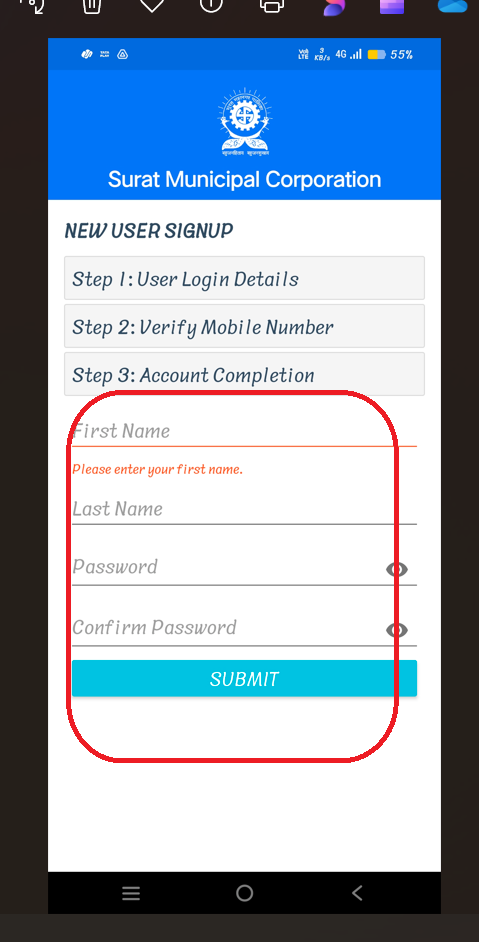 Vo)
LTE
3
KB/s
4G
55%
Surat Municipal Corporation
NEW USER SIGNUP
Step 1: User Login Details
Step 2: Verify Mobile Number
Step 3: Account Completion
First Name
Please enter your first name.
Last Name
Password
Confirm Password
SUBMIT